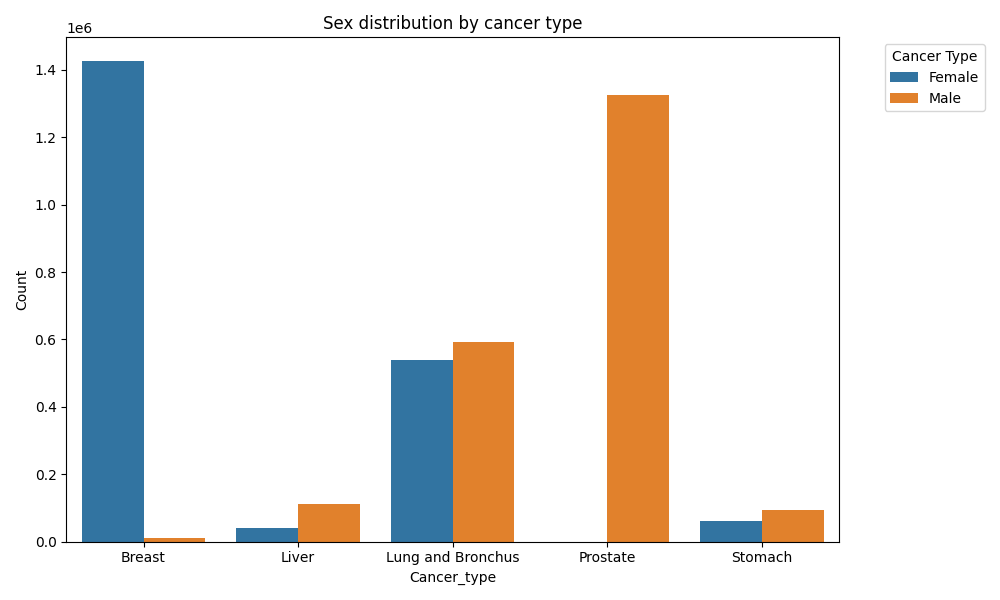 Sex distribution by cancer type
1e6
Cancer Type
Female
Male
1.4
1.2
1.0
0.8
0.6
0.4
0.2
0.0
Count
Breast
Liver
Lung and Bronchus
Prostate
Stomach
Cancer_type